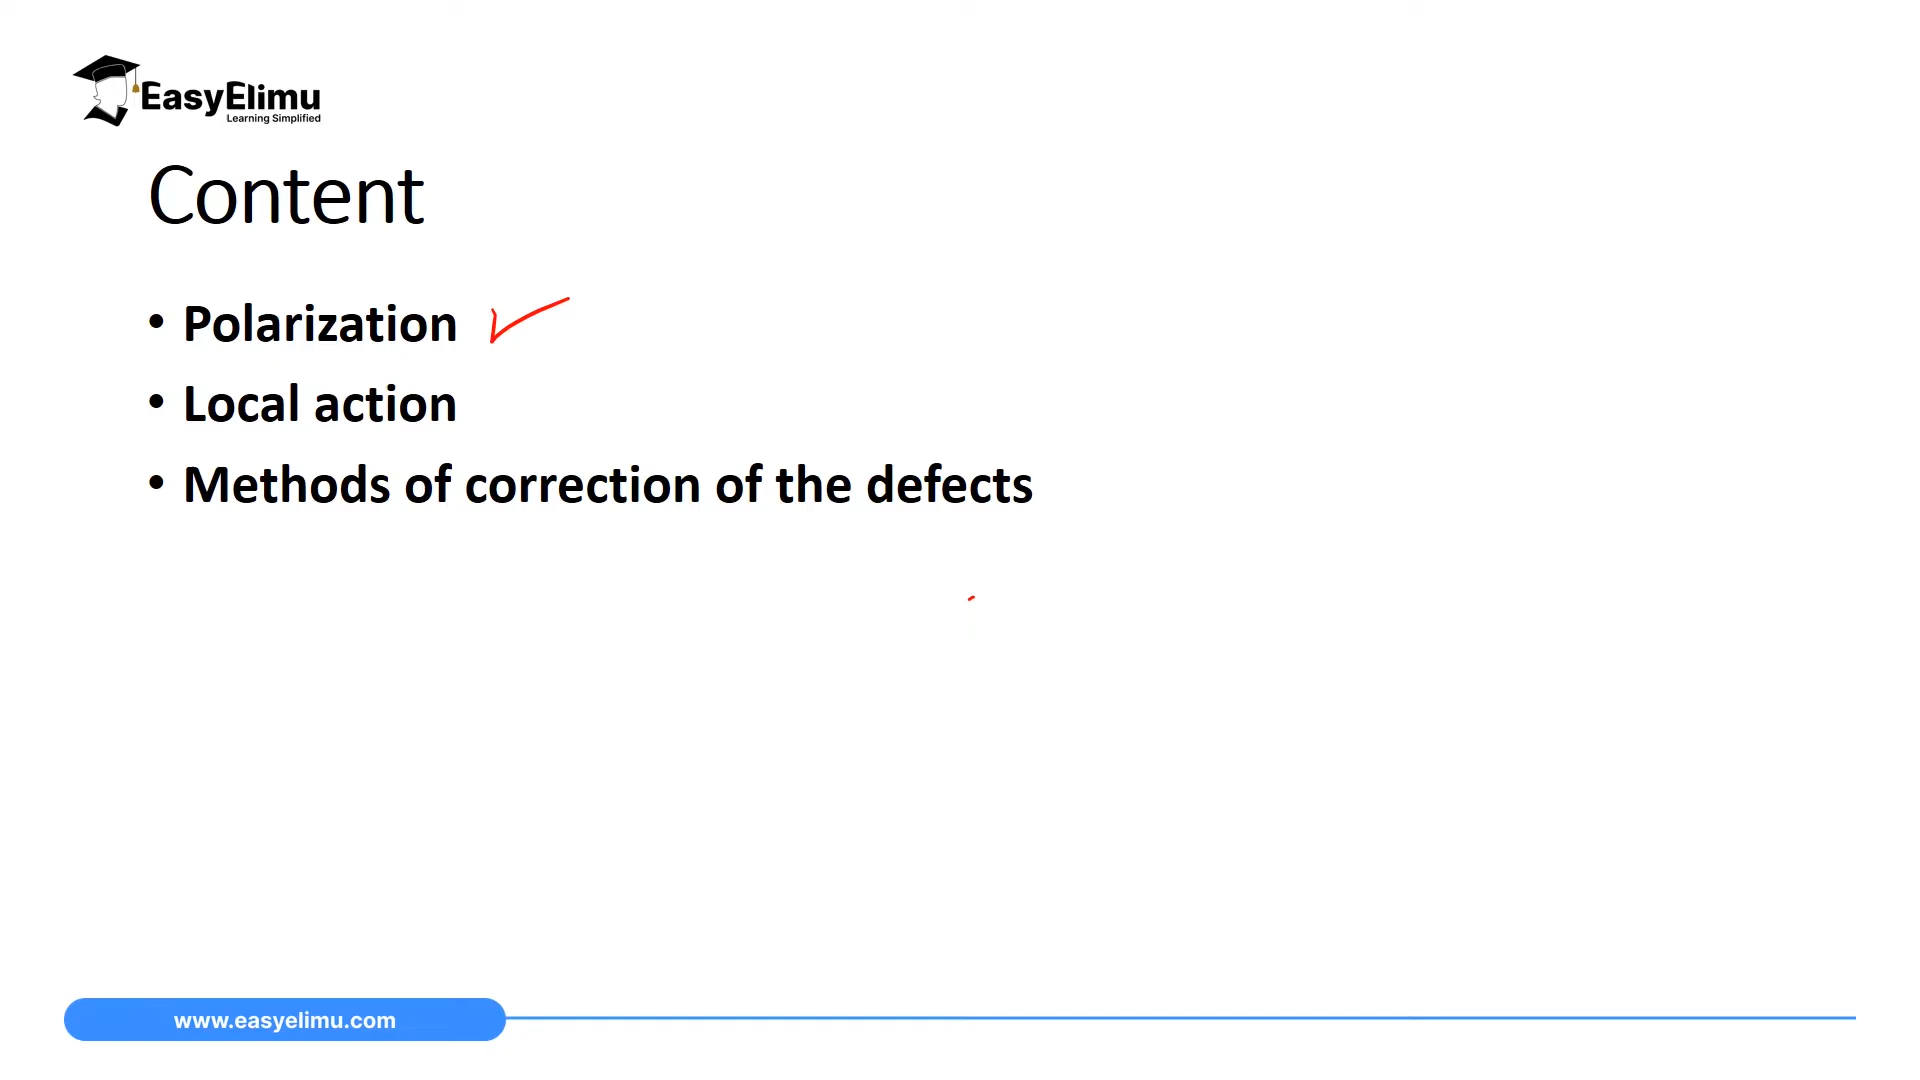 EasyElimu
Learning Simplified
Content
• Polarization
• Local action
• Methods of correction of the defects
www.easyelimu.com